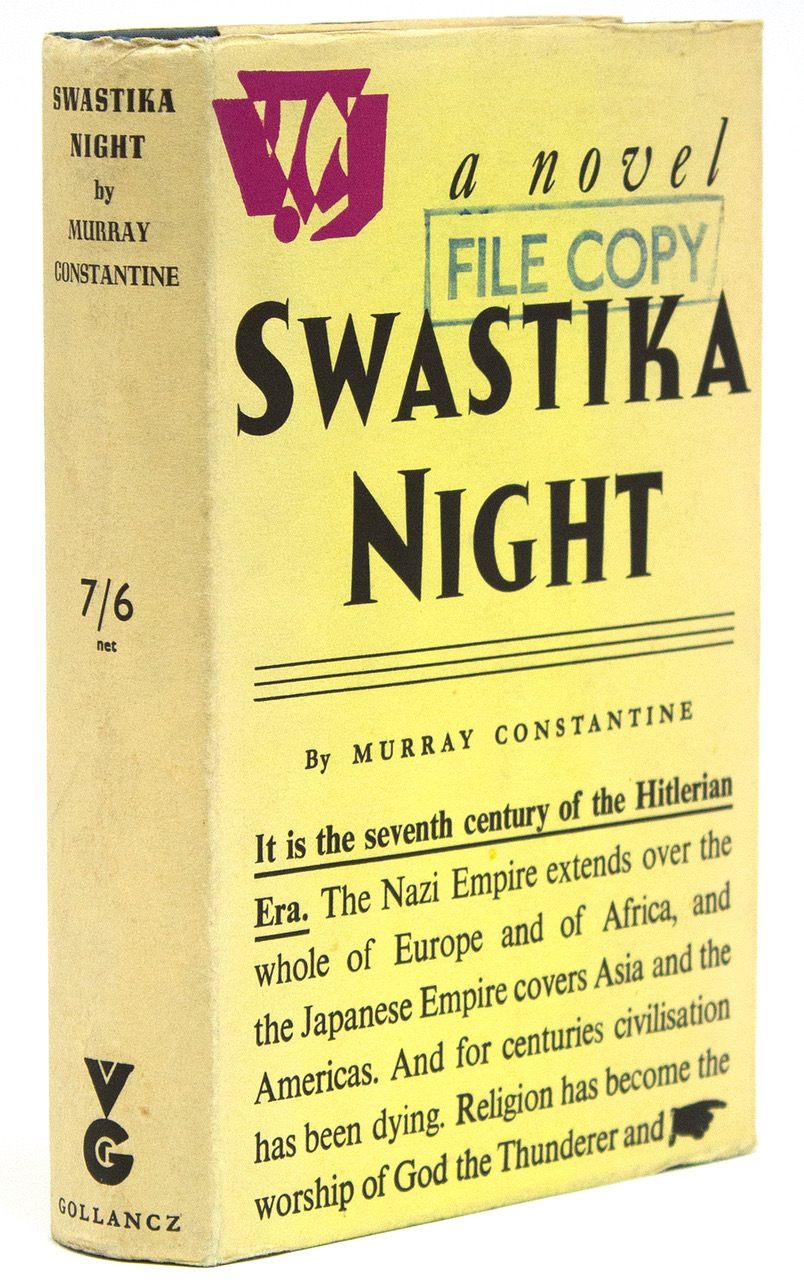 SWASTIKA
NIGHT
by
MURRAY
CONSTANTINE
7/6
net
VG
GOLLANCZ
VG
a novel
FILE COPY
SWASTIKA
NIGHT
By MURRAY CONSTANTINE
It is the seventh century of the Hitlerian
Era. The Nazi Empire extends over the
whole of Europe and of Africa, and
the Japanese Empire covers Asia and the
Americas. And for centuries civilisation
has been dying. Religion has become the
worship of God the Thunderer and